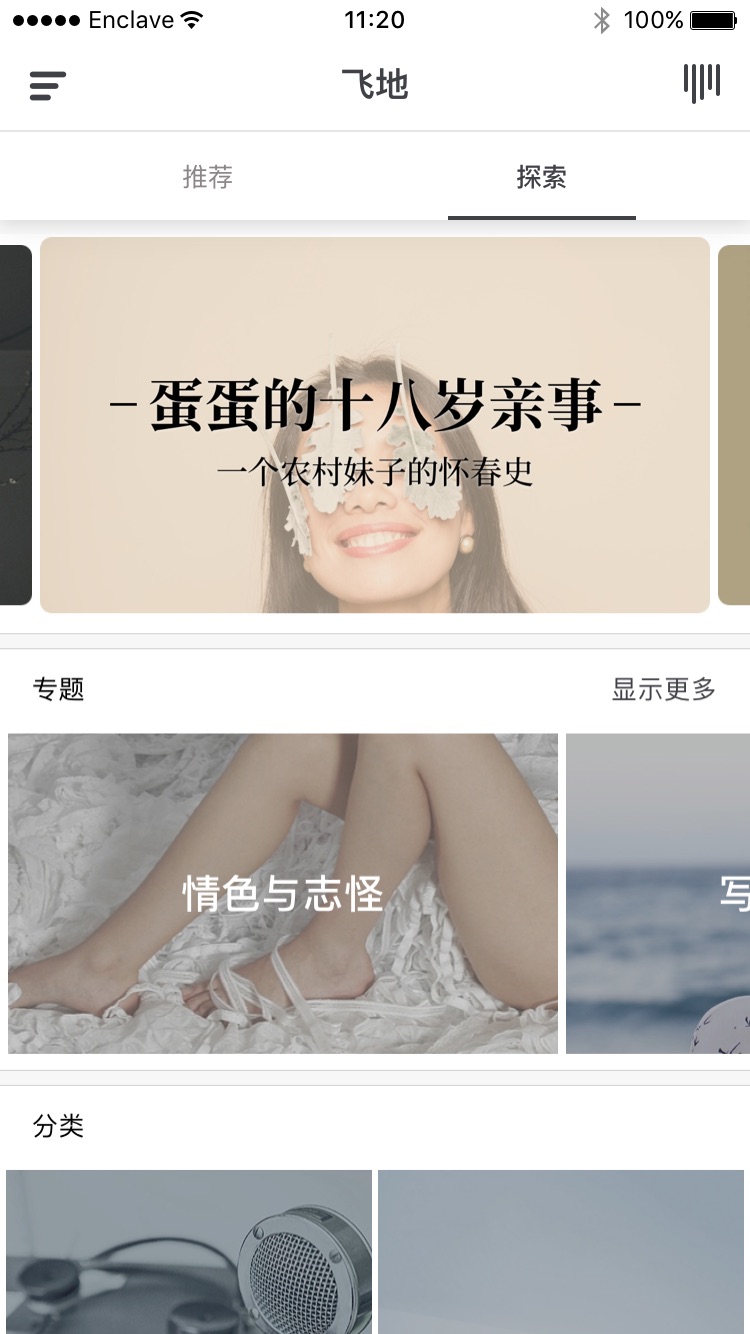 Enclave 11:20 100%
飞地
推荐 探索
– 蛋蛋的十八岁亲事 –
一个农村妹子的怀春史
专题 显示更多
情色与志怪 写
分类